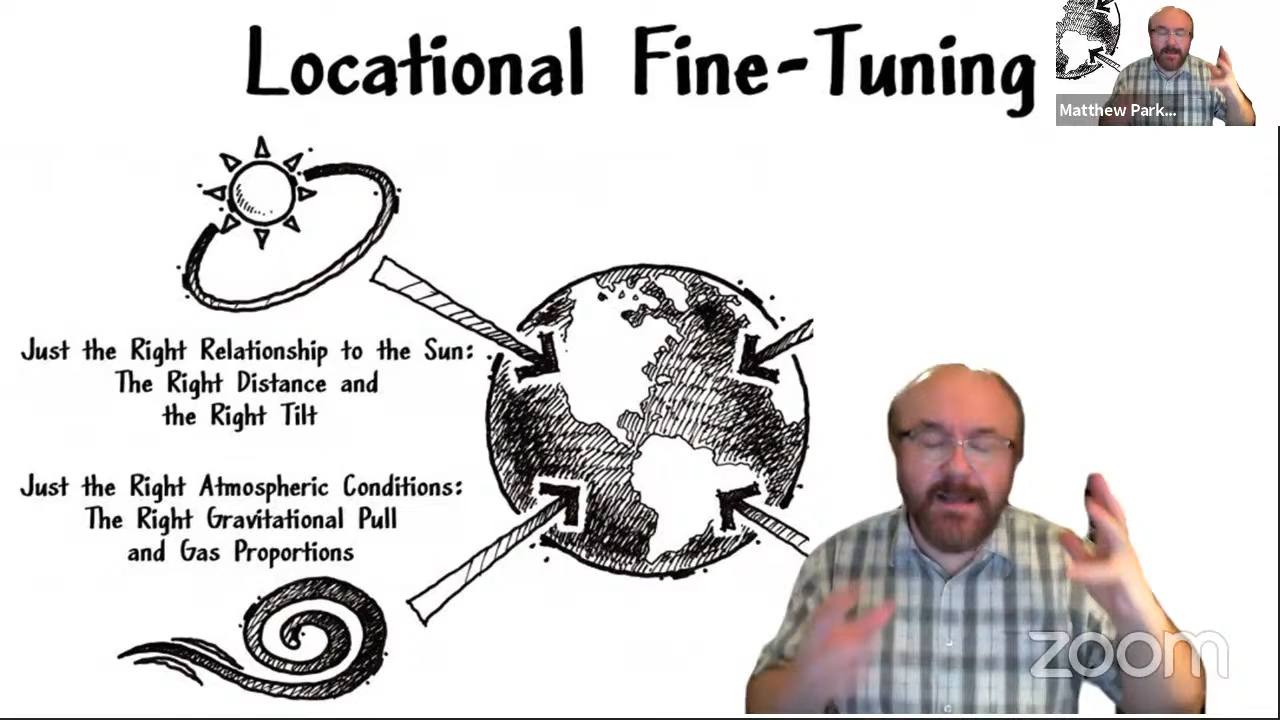 Locational Fine-Tuning
Matthew Park...
Just the Right Relationship to the Sun:
The Right Distance and
the Right Tilt
Just the Right Atmospheric Conditions:
The Right Gravitational Pull
and Gas Proportions
zoom